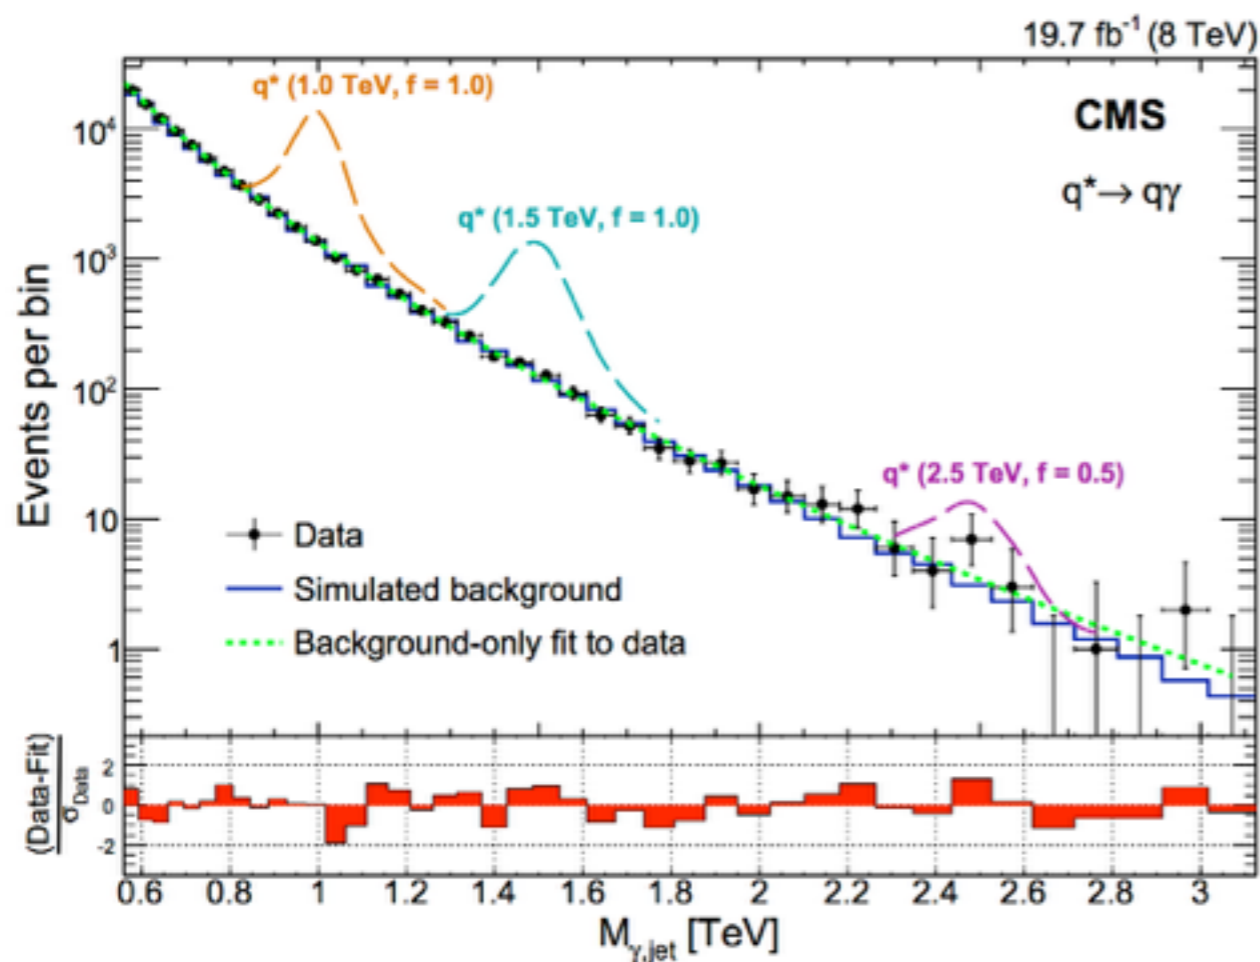 19.7 fb⁻¹ (8 TeV)
q* (1.0 TeV, f = 1.0)
CMS
q* → qγ
q* (1.5 TeV, f = 1.0)
q* (2.5 TeV, f = 0.5)
Events per bin
10⁴
10³
10²
10
1
Data
Simulated background
Background-only fit to data
(Data-Fit)
σData
2
0
-2
0.6 0.8 1 1.2 1.4 1.6 1.8 2 2.2 2.4 2.6 2.8 3
Mγ,jet [TeV]